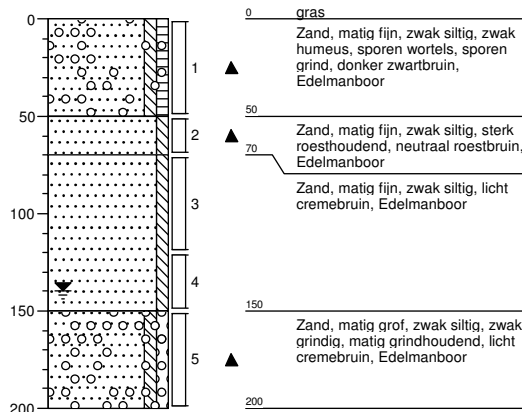 0
0
gras
Zand, matig fijn, zwak siltig, zwak
humeus, sporen wortels, sporen
grind, donker zwartbruin,
Edelmanboor
1
50
50
Zand, matig fijn, zwak siltig, sterk
roesthoudend, neutraal roestbruin,
Edelmanboor
2
70
Zand, matig fijn, zwak siltig, licht
cremebruin, Edelmanboor
3
100
4
150
150
Zand, matig grof, zwak siltig, zwak
grindig, matig grindhoudend, licht
cremebruin, Edelmanboor
5
200
200